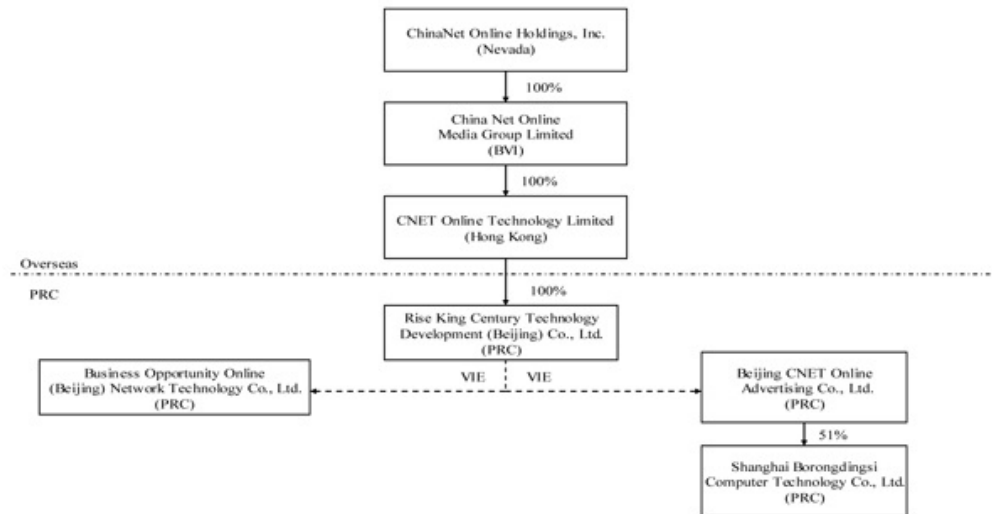 ChinaNet Online Holdings, Inc.
(Nevada)
100%
China Net Online
Media Group Limited
(BVI)
100%
CNET Online Technology Limited
(Hong Kong)
Overseas
PRC
100%
Rise King Century Technology
Development (Beijing) Co., Ltd.
(PRC)
VIE
VIE
Business Opportunity Online
(Beijing) Network Technology Co., Ltd.
(PRC)
Beijing CNET Online
Advertising Co., Ltd.
(PRC)
51%
Shanghai Borongdingsi
Computer Technology Co., Ltd.
(PRC)